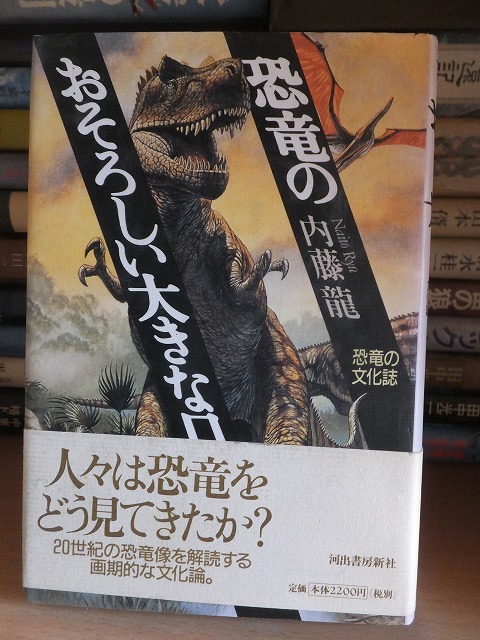 恐竜の
おそろしい大きな
内藤龍
Naito Rui
恐竜の
文化誌
人々は恐竜を
どう見てきたか?
20世紀の恐竜像を解読する
画期的な文化論。
河出書房新社
定価 本体2200円(税別)